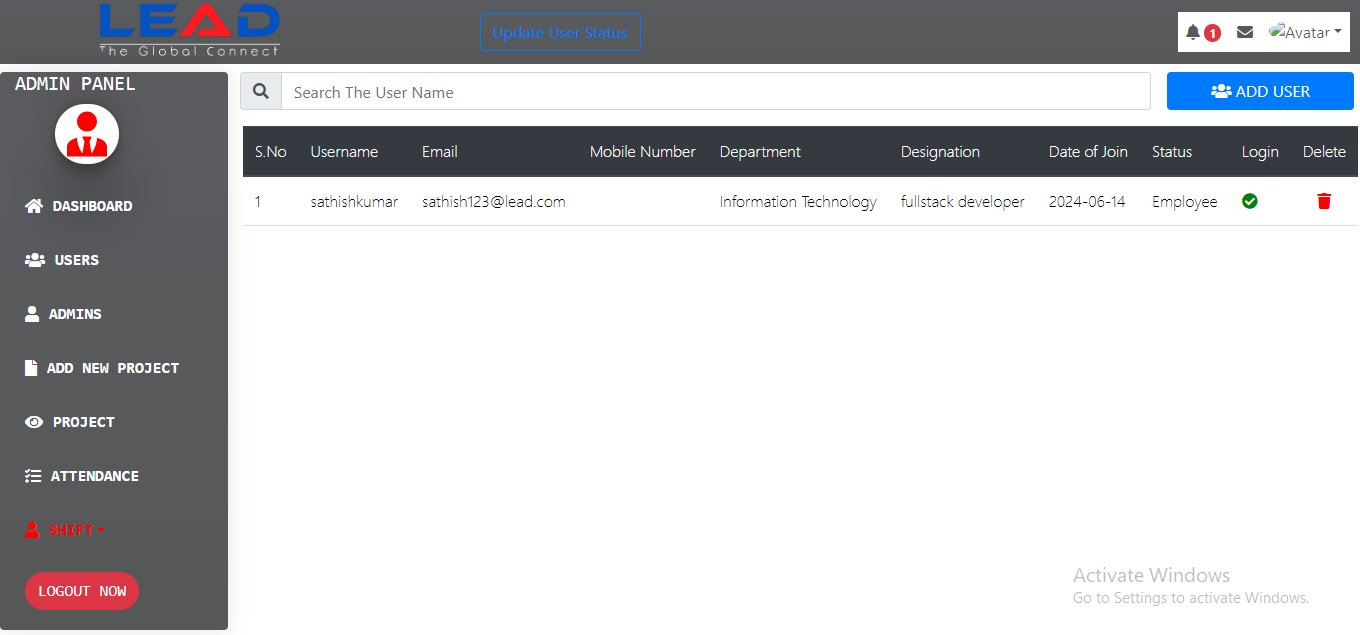 LEAD
The Global Connect
Update User Status
1
Avatar
ADMIN PANEL
Search The User Name
ADD USER
S.No Username Email Mobile Number Department Designation Date of Join Status Login Delete
1 sathishkumar sathish123@lead.com Information Technology fullstack developer 2024-06-14 Employee
DASHBOARD
USERS
ADMINS
ADD NEW PROJECT
PROJECT
ATTENDANCE
SHIFT
LOGOUT NOW
Activate Windows
Go to Settings to activate Windows.